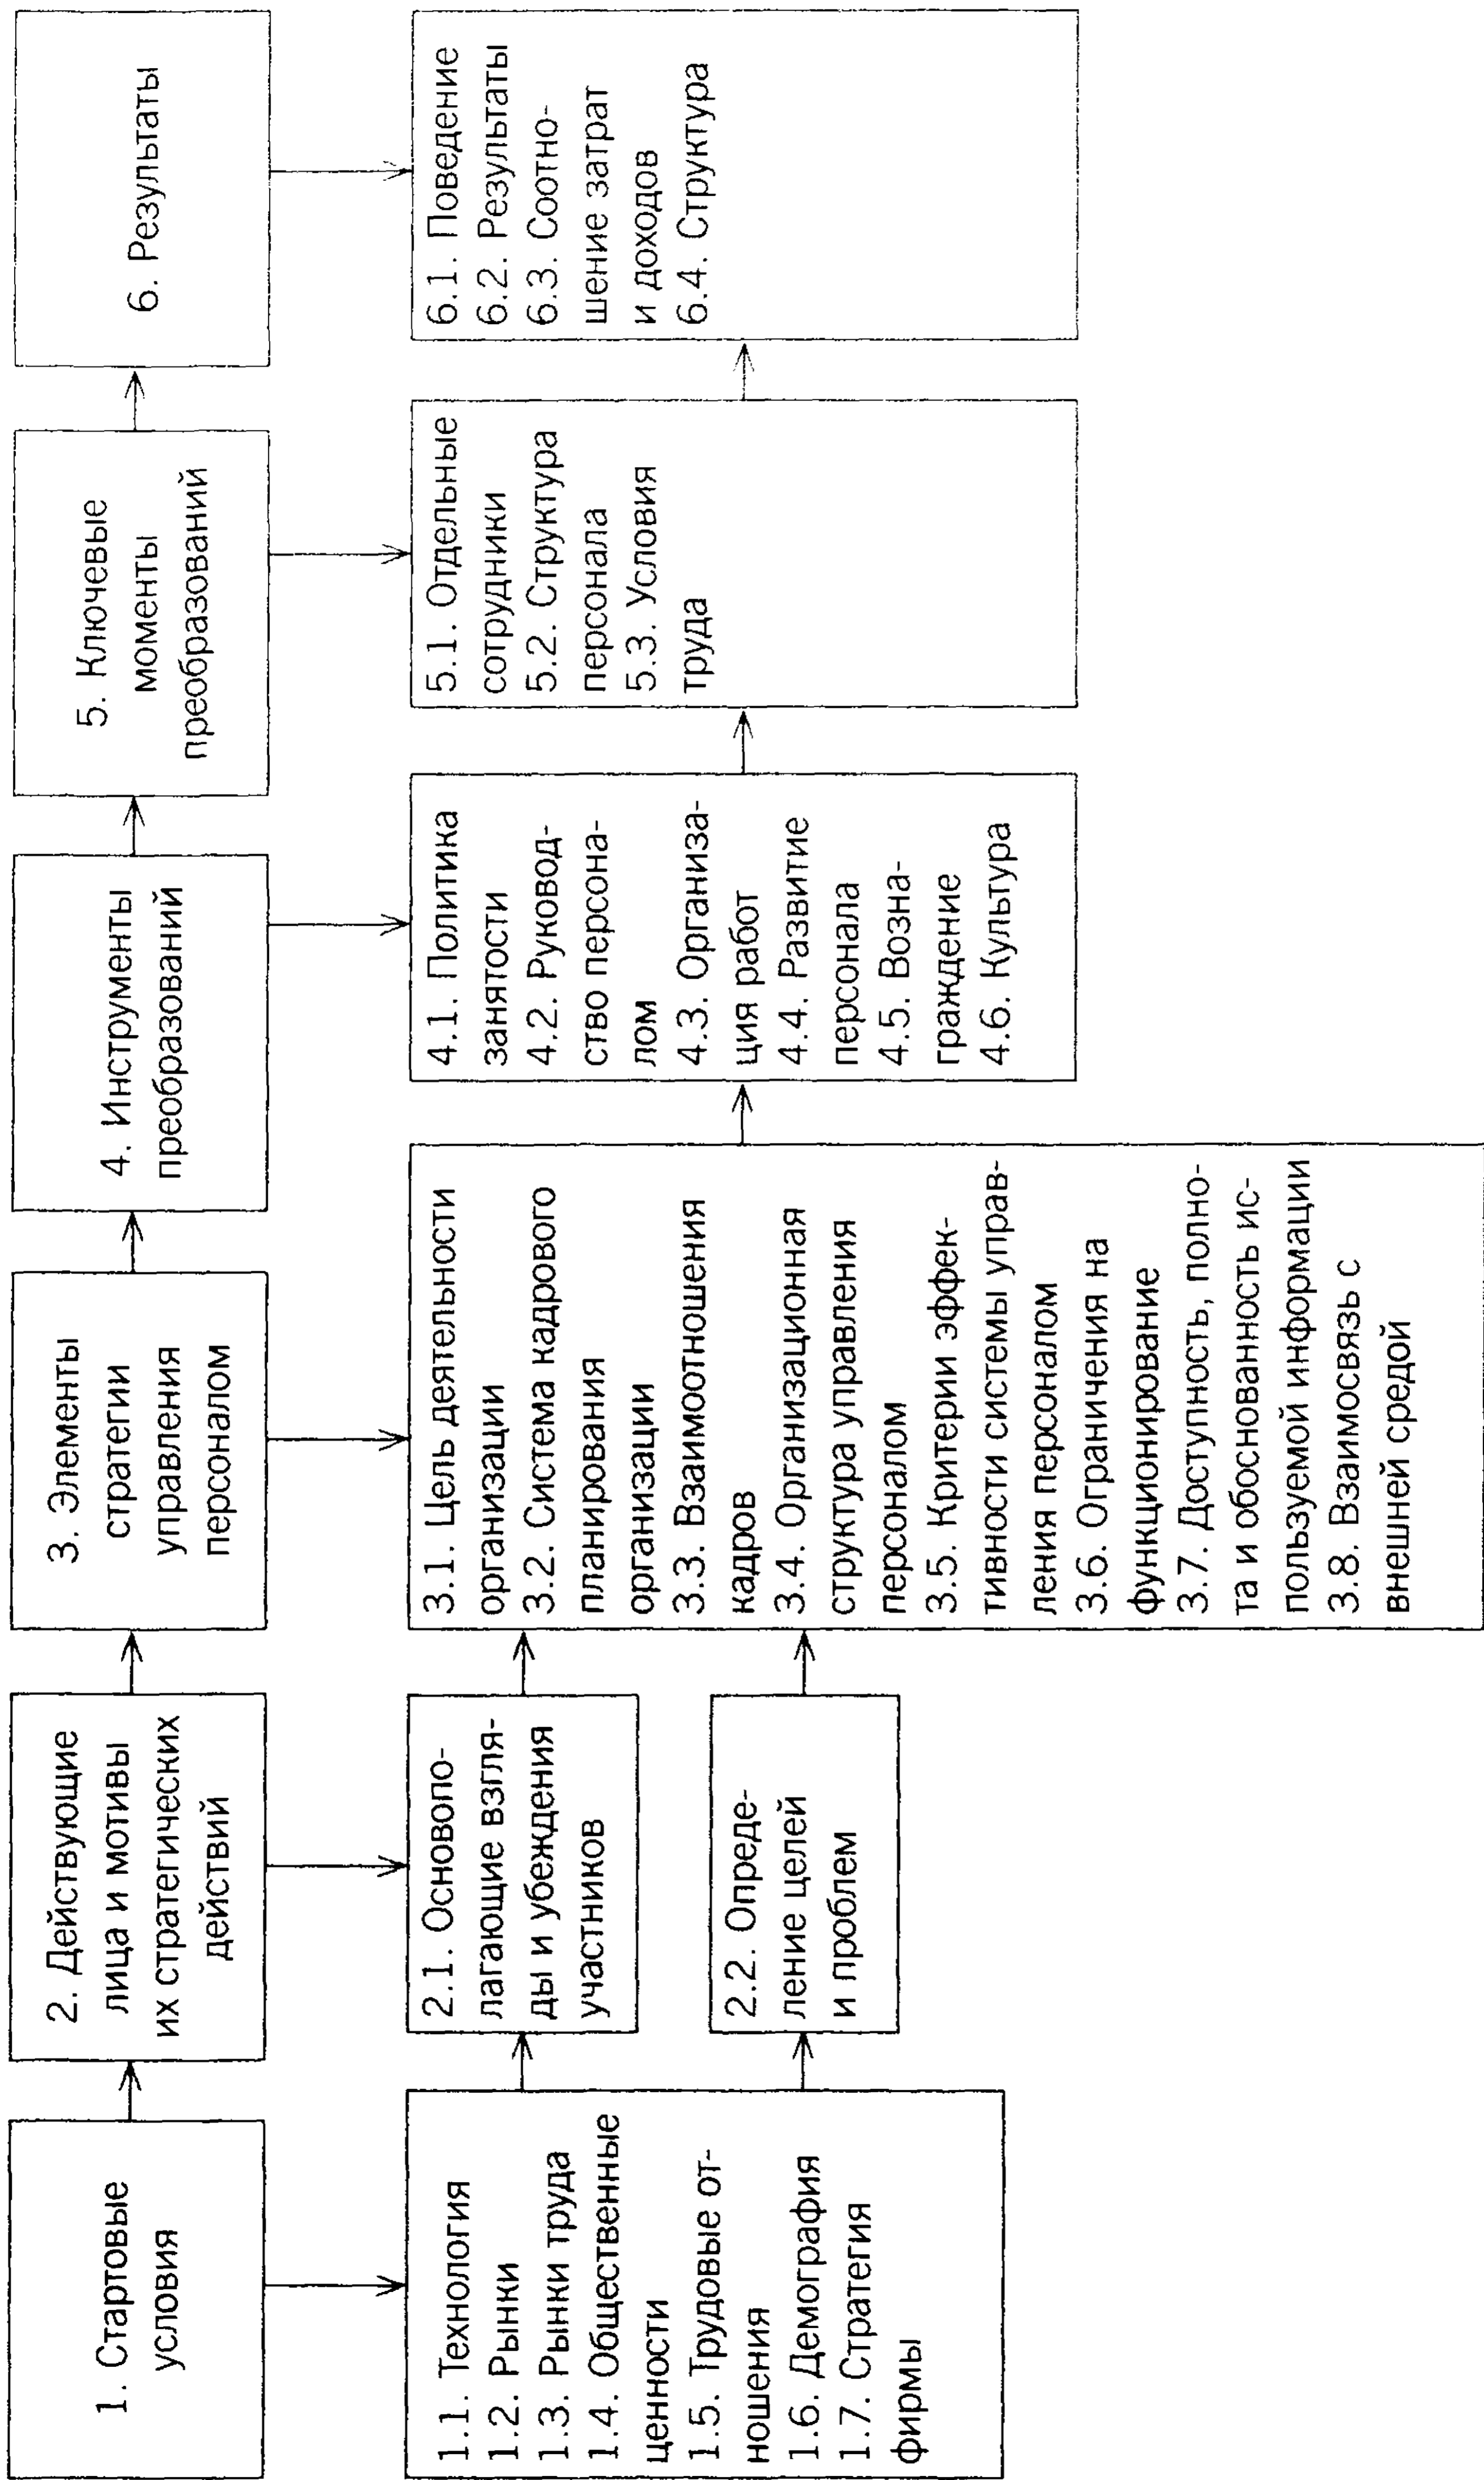 1. Стартовые
условия
2. Действующие
лица и мотивы
их стратегических
действий
3. Элементы
стратегии
управления
персоналом
4. Инструменты
преобразований
5. Ключевые
моменты
преобразований
6. Результаты
1.1. Технология
1.2. Рынки
1.3. Рынки труда
1.4. Общественные
ценности
1.5. Трудовые от-
ношения
1.6. Демография
1.7. Стратегия
фирмы
2.1. Основопо-
лагающие взгля-
ды и убеждения
участников
2.2. Опреде-
ление целей
и проблем
3.1. Цель деятельности
организации
3.2. Система кадрового
планирования
организации
3.3. Взаимоотношения
кадров
3.4. Организационная
структура управления
персоналом
3.5. Критерии эффек-
тивности системы управ-
ления персоналом
3.6. Ограничения на
функционирование
3.7. Доступность, полно-
та и обоснованность ис-
пользуемой информации
3.8. Взаимосвязь с
внешней средой
4.1. Политика
занятости
4.2. Руковод-
ство персона-
лом
4.3. Организа-
ция работ
4.4. Развитие
персонала
4.5. Возна-
граждение
4.6. Культура
5.1. Отдельные
сотрудники
5.2. Структура
персонала
5.3. Условия
труда
6.1. Поведение
6.2. Результаты
6.3. Соотно-
шение затрат
и доходов
6.4. Структура